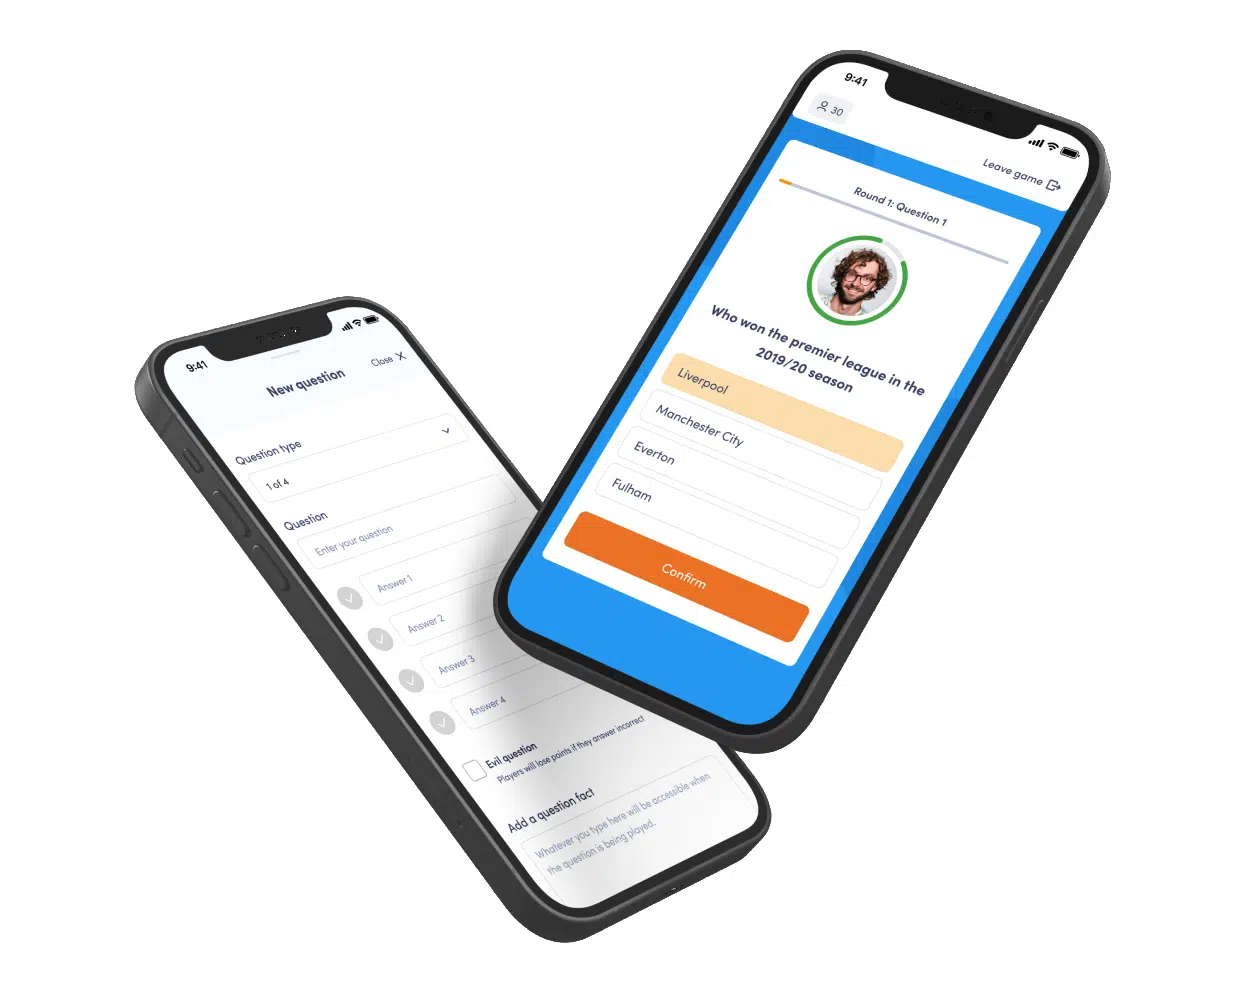 9:41
30
Leave game
Round 1: Question 1
Who won the premier league in the
2019/20 season
Liverpool
Manchester City
Everton
Fulham
Confirm
9:41
Close X
New question
Question type
1 of 4
Question
Enter your question
Answer 1
Answer 2
Answer 3
Answer 4
Evil question
Players will lose points if they answer incorrect
Add a question fact
Whatever you type here will be accessible when
the question is being played.